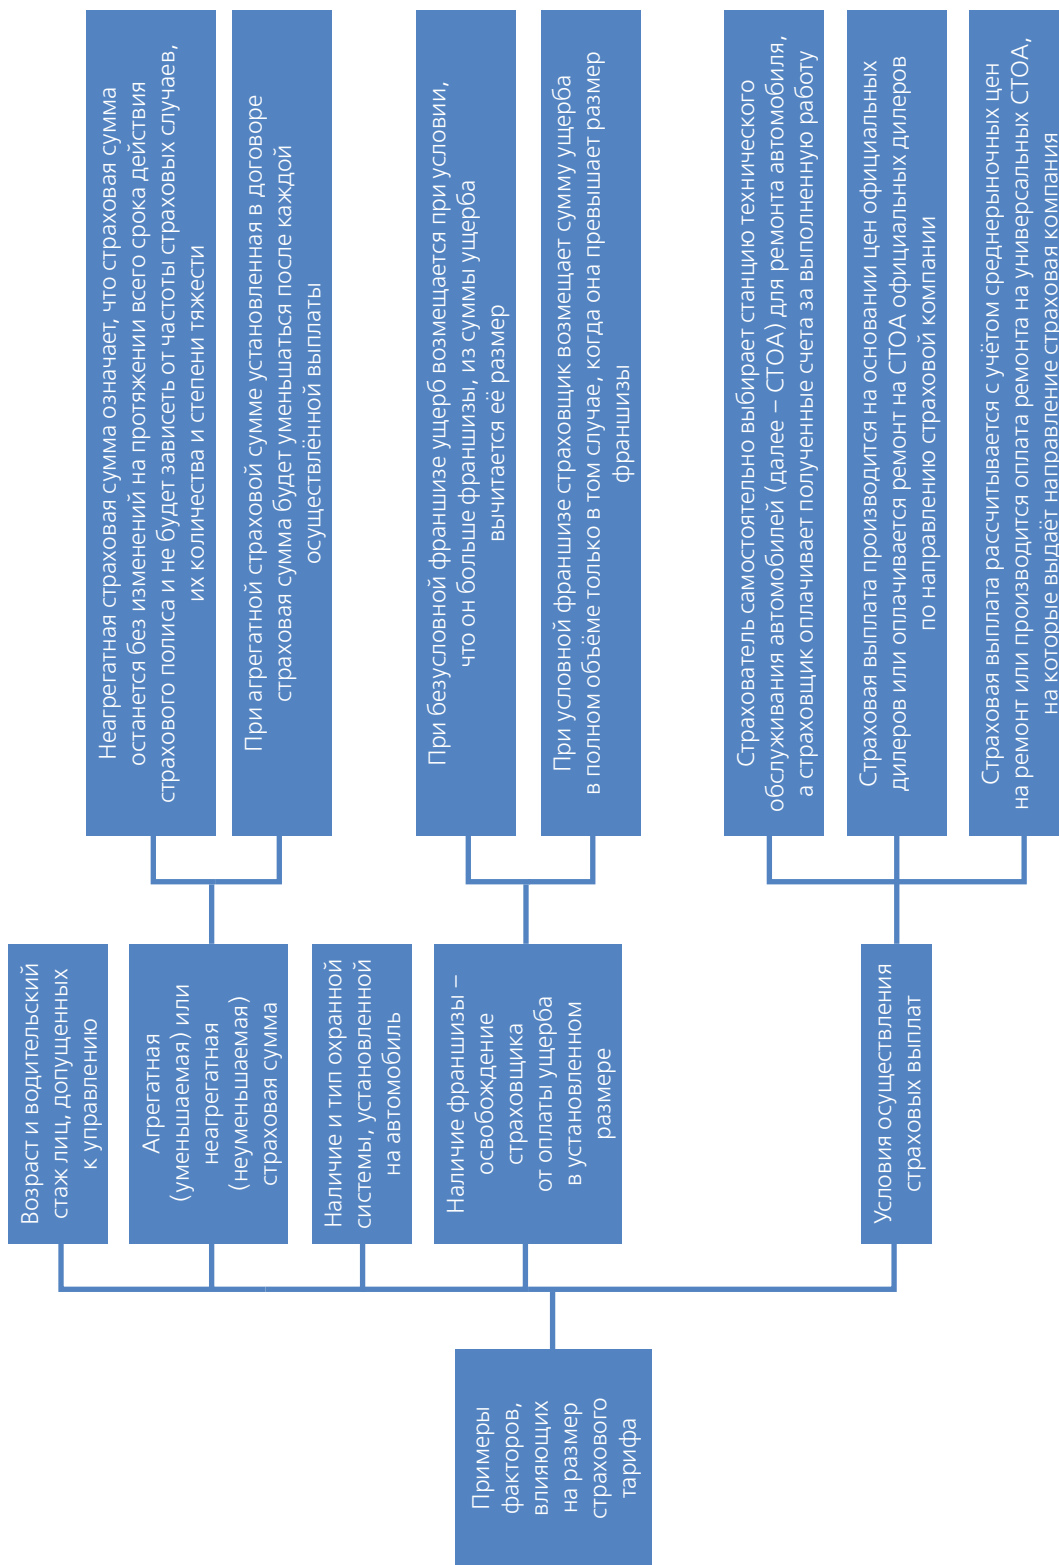 Примеры
факторов,
влияющих
на размер
страхового
тарифа
Возраст и водительский
стаж лиц, допущенных
к управлению
Агрегатная
(уменьшаемая) или
неагрегатная
(неуменьшаемая)
страховая сумма
Неагрегатная страховая сумма означает, что страховая сумма
останется без изменений на протяжении всего срока действия
страхового полиса и не будет зависеть от частоты страховых случаев,
их количества и степени тяжести
При агрегатной страховой сумме установленная в договоре
страховая сумма будет уменьшаться после каждой
осуществлённой выплаты
Наличие и тип охранной
системы, установленной
на автомобиль
Наличие франшизы –
освобождение
страховщика
от оплаты ущерба
в установленном
размере
При безусловной франшизе ущерб возмещается при условии,
что он больше франшизы, из суммы ущерба
вычитается её размер
При условной франшизе страховщик возмещает сумму ущерба
в полном объёме только в том случае, когда она превышает размер
франшизы
Условия осуществления
страховых выплат
Страхователь самостоятельно выбирает станцию технического
обслуживания автомобилей (далее – СТОА) для ремонта автомобиля,
а страховщик оплачивает полученные счета за выполненную работу
Страховая выплата производится на основании цен официальных
дилеров или оплачивается ремонт на СТОА официальных дилеров
по направлению страховой компании
Страховая выплата рассчитывается с учётом среднерыночных цен
на ремонт или производится оплата ремонта на универсальных СТОА,
на которые выдаёт направление страховая компания